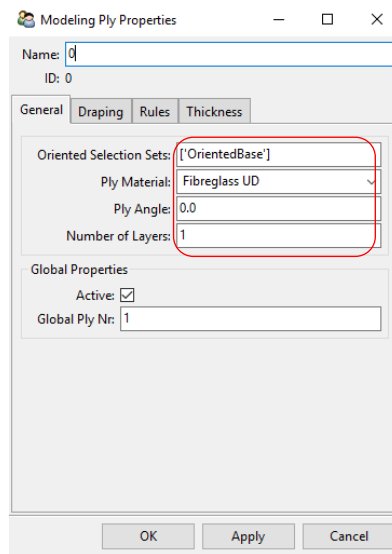 Modeling Ply Properties
Name: 0
ID: 0
General Draping Rules Thickness
Oriented Selection Sets: ['OrientedBase']
Ply Material: Fibreglass UD
Ply Angle: 0.0
Number of Layers: 1
Global Properties
Active:
Global Ply Nr: 1
OK Apply Cancel